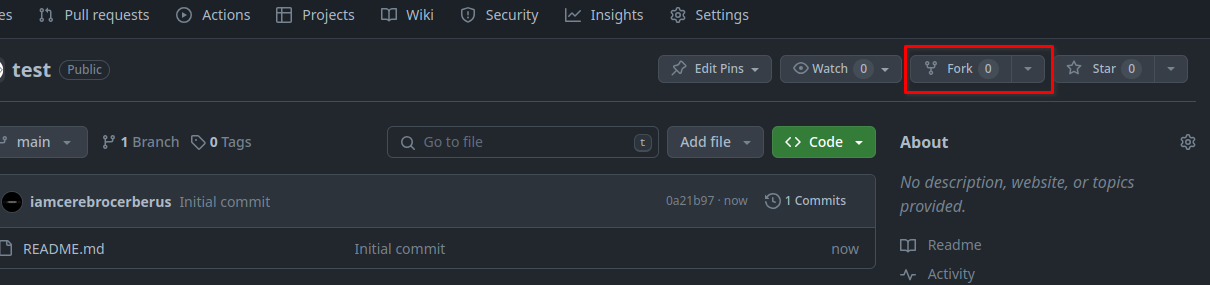 es Pull requests Actions Projects Wiki Security Insights Settings
test Public Edit Pins Watch 0 Fork 0 Star 0
main 1 Branch 0 Tags Go to file t Add file Code About
No description, website, or topics
provided.
iamcerebrocerberus Initial commit 0a21b97 · now 1 Commits
README.md Initial commit now
Readme
Activity